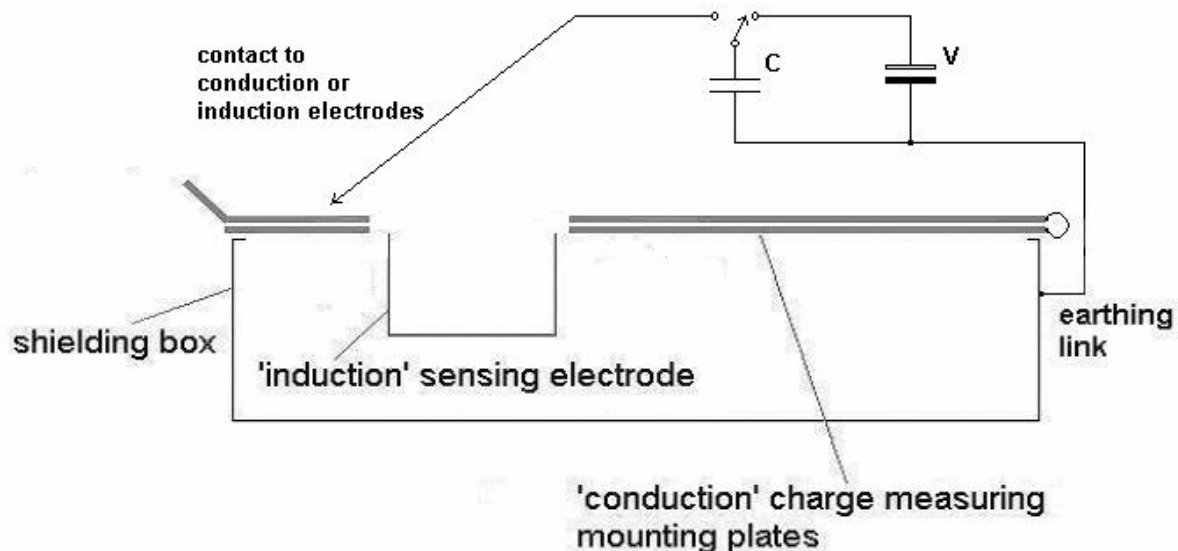 contact to
conduction or
induction electrodes
C
V
shielding box
'induction' sensing electrode
earthing
link
'conduction' charge measuring
mounting plates